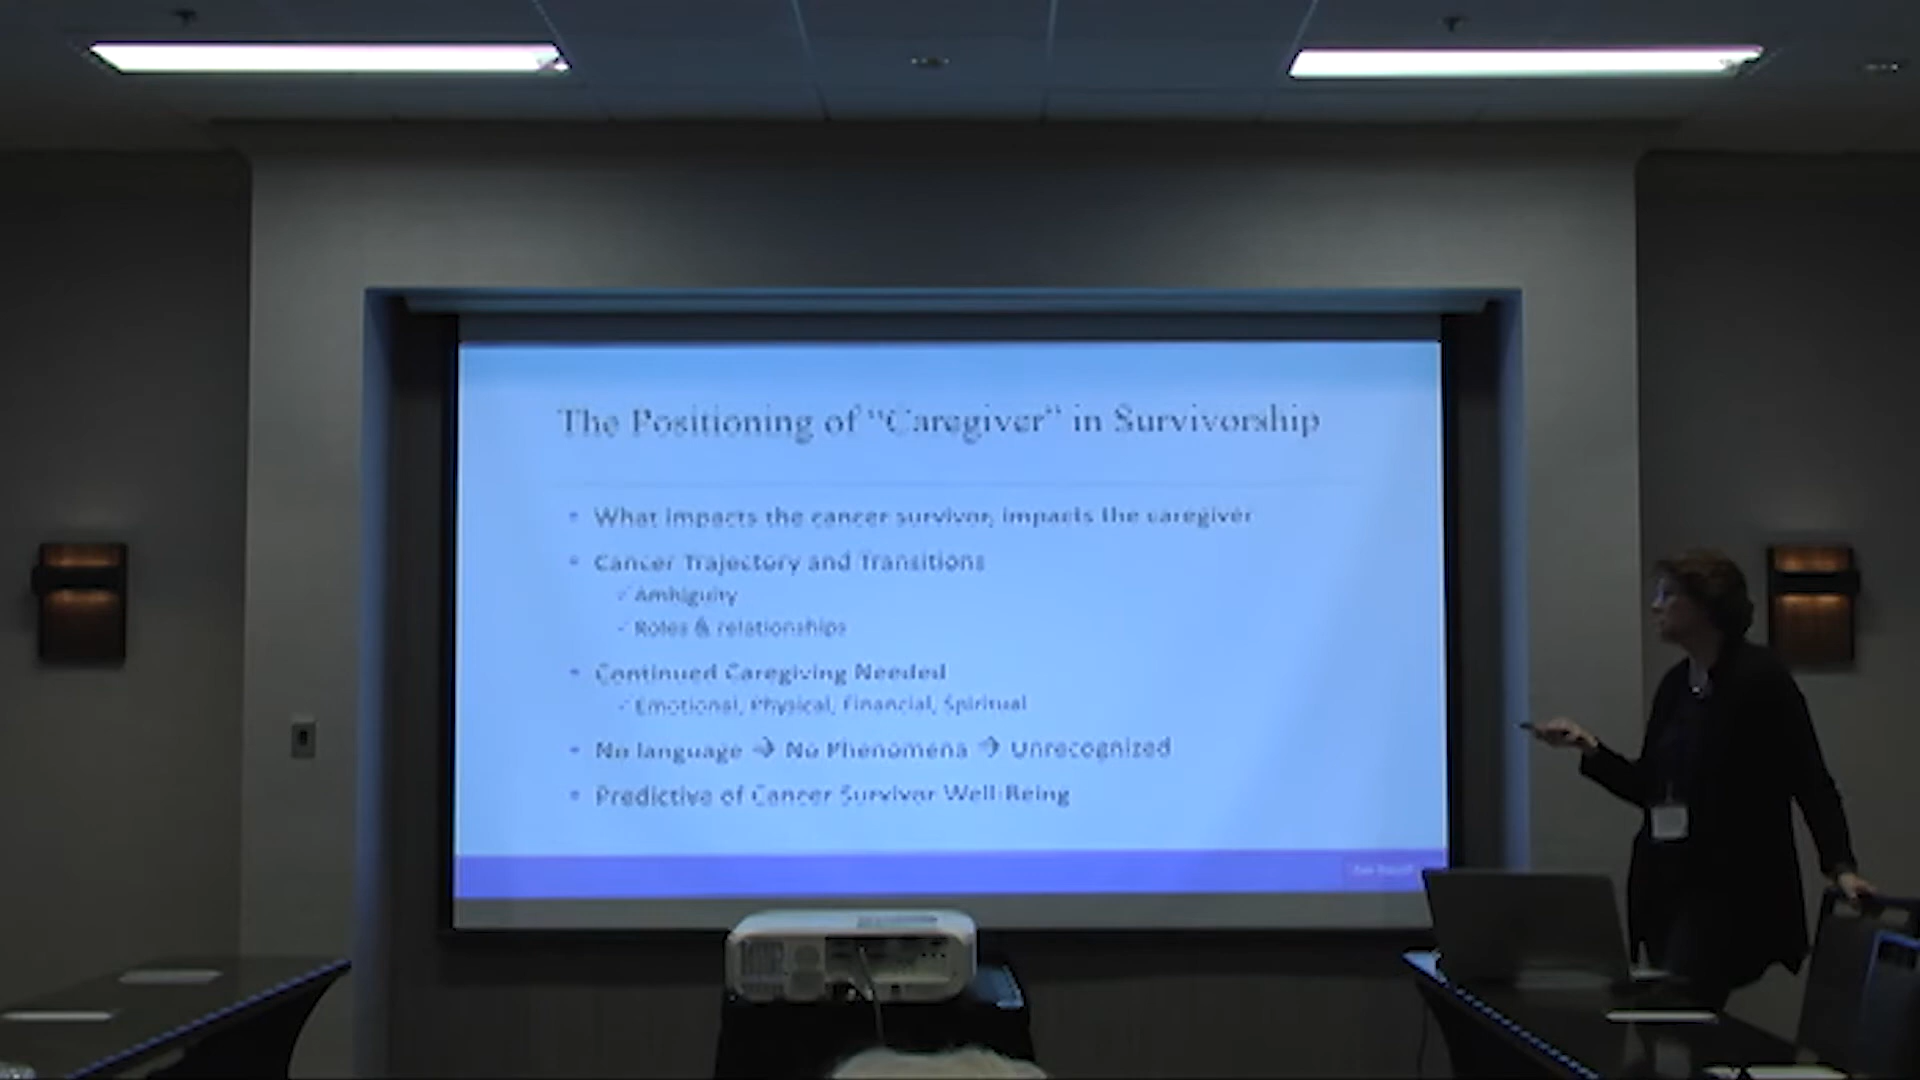 The Positioning of “Caregiver” in Survivorship
What impacts the cancer survivor, impacts the caregiver
Cancer Trajectory and Transitions
✓ Ambiguity
✓ Roles & relationships
Continued Caregiving Needed
✓ Emotional, Physical, Financial, Spiritual
No language → No Phenomena → Unrecognized
Predictive of Cancer Survivor Well-Being